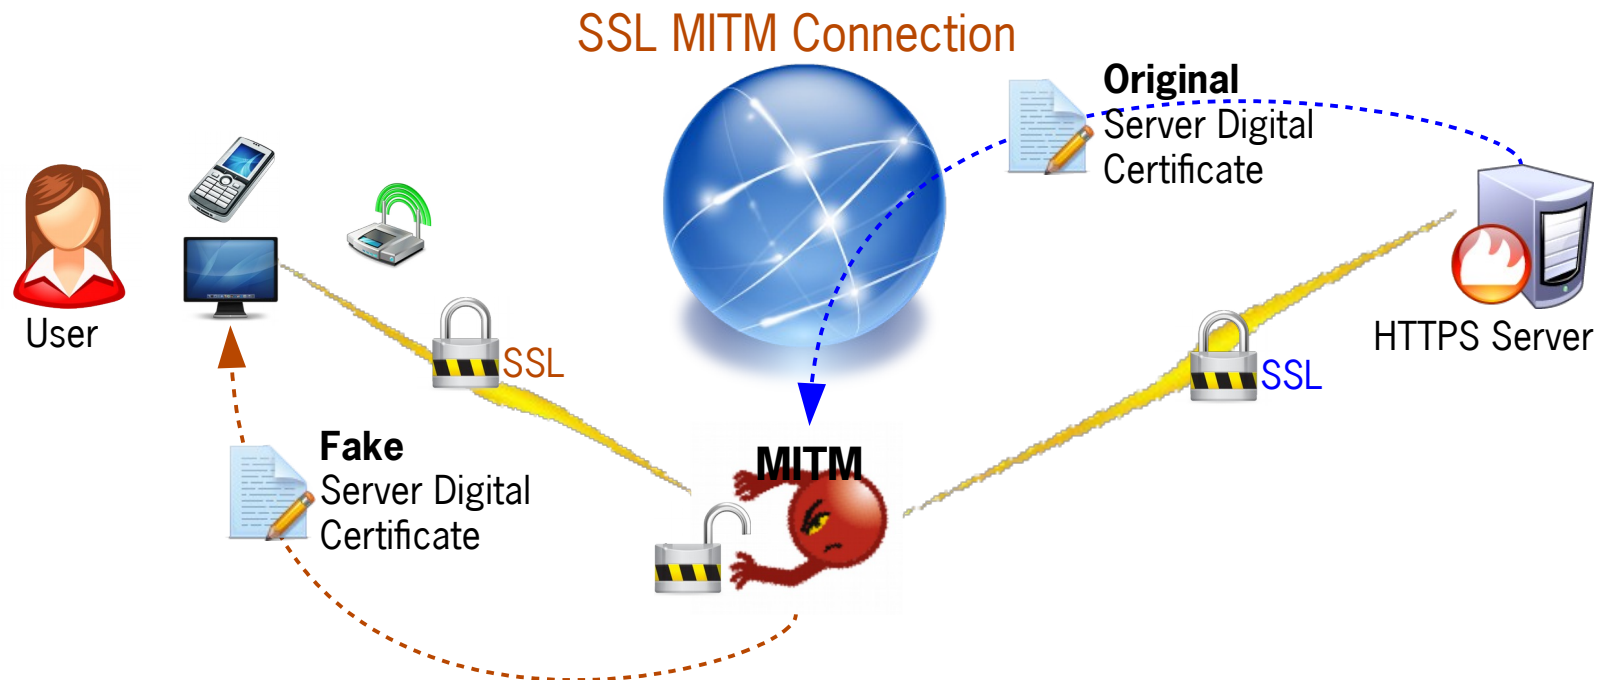 SSL MITM Connection
Original
Server Digital
Certificate
User
SSL
HTTPS Server
SSL
Fake
Server Digital
Certificate
MITM